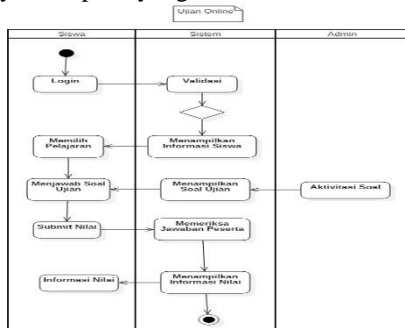 Ujian Online
Siswa
Sistem
Admin
Login
Validasi
Memilih
Pelajaran
Menampilkan
Informasi Siswa
Menjawab Soal
Ujian
Menampilkan
Soal Ujian
Aktivitasi Soal
Submit Nilai
Memeriksa
Jawaban Peserta
Informasi Nilai
Menampilkan
Informasi Nilai